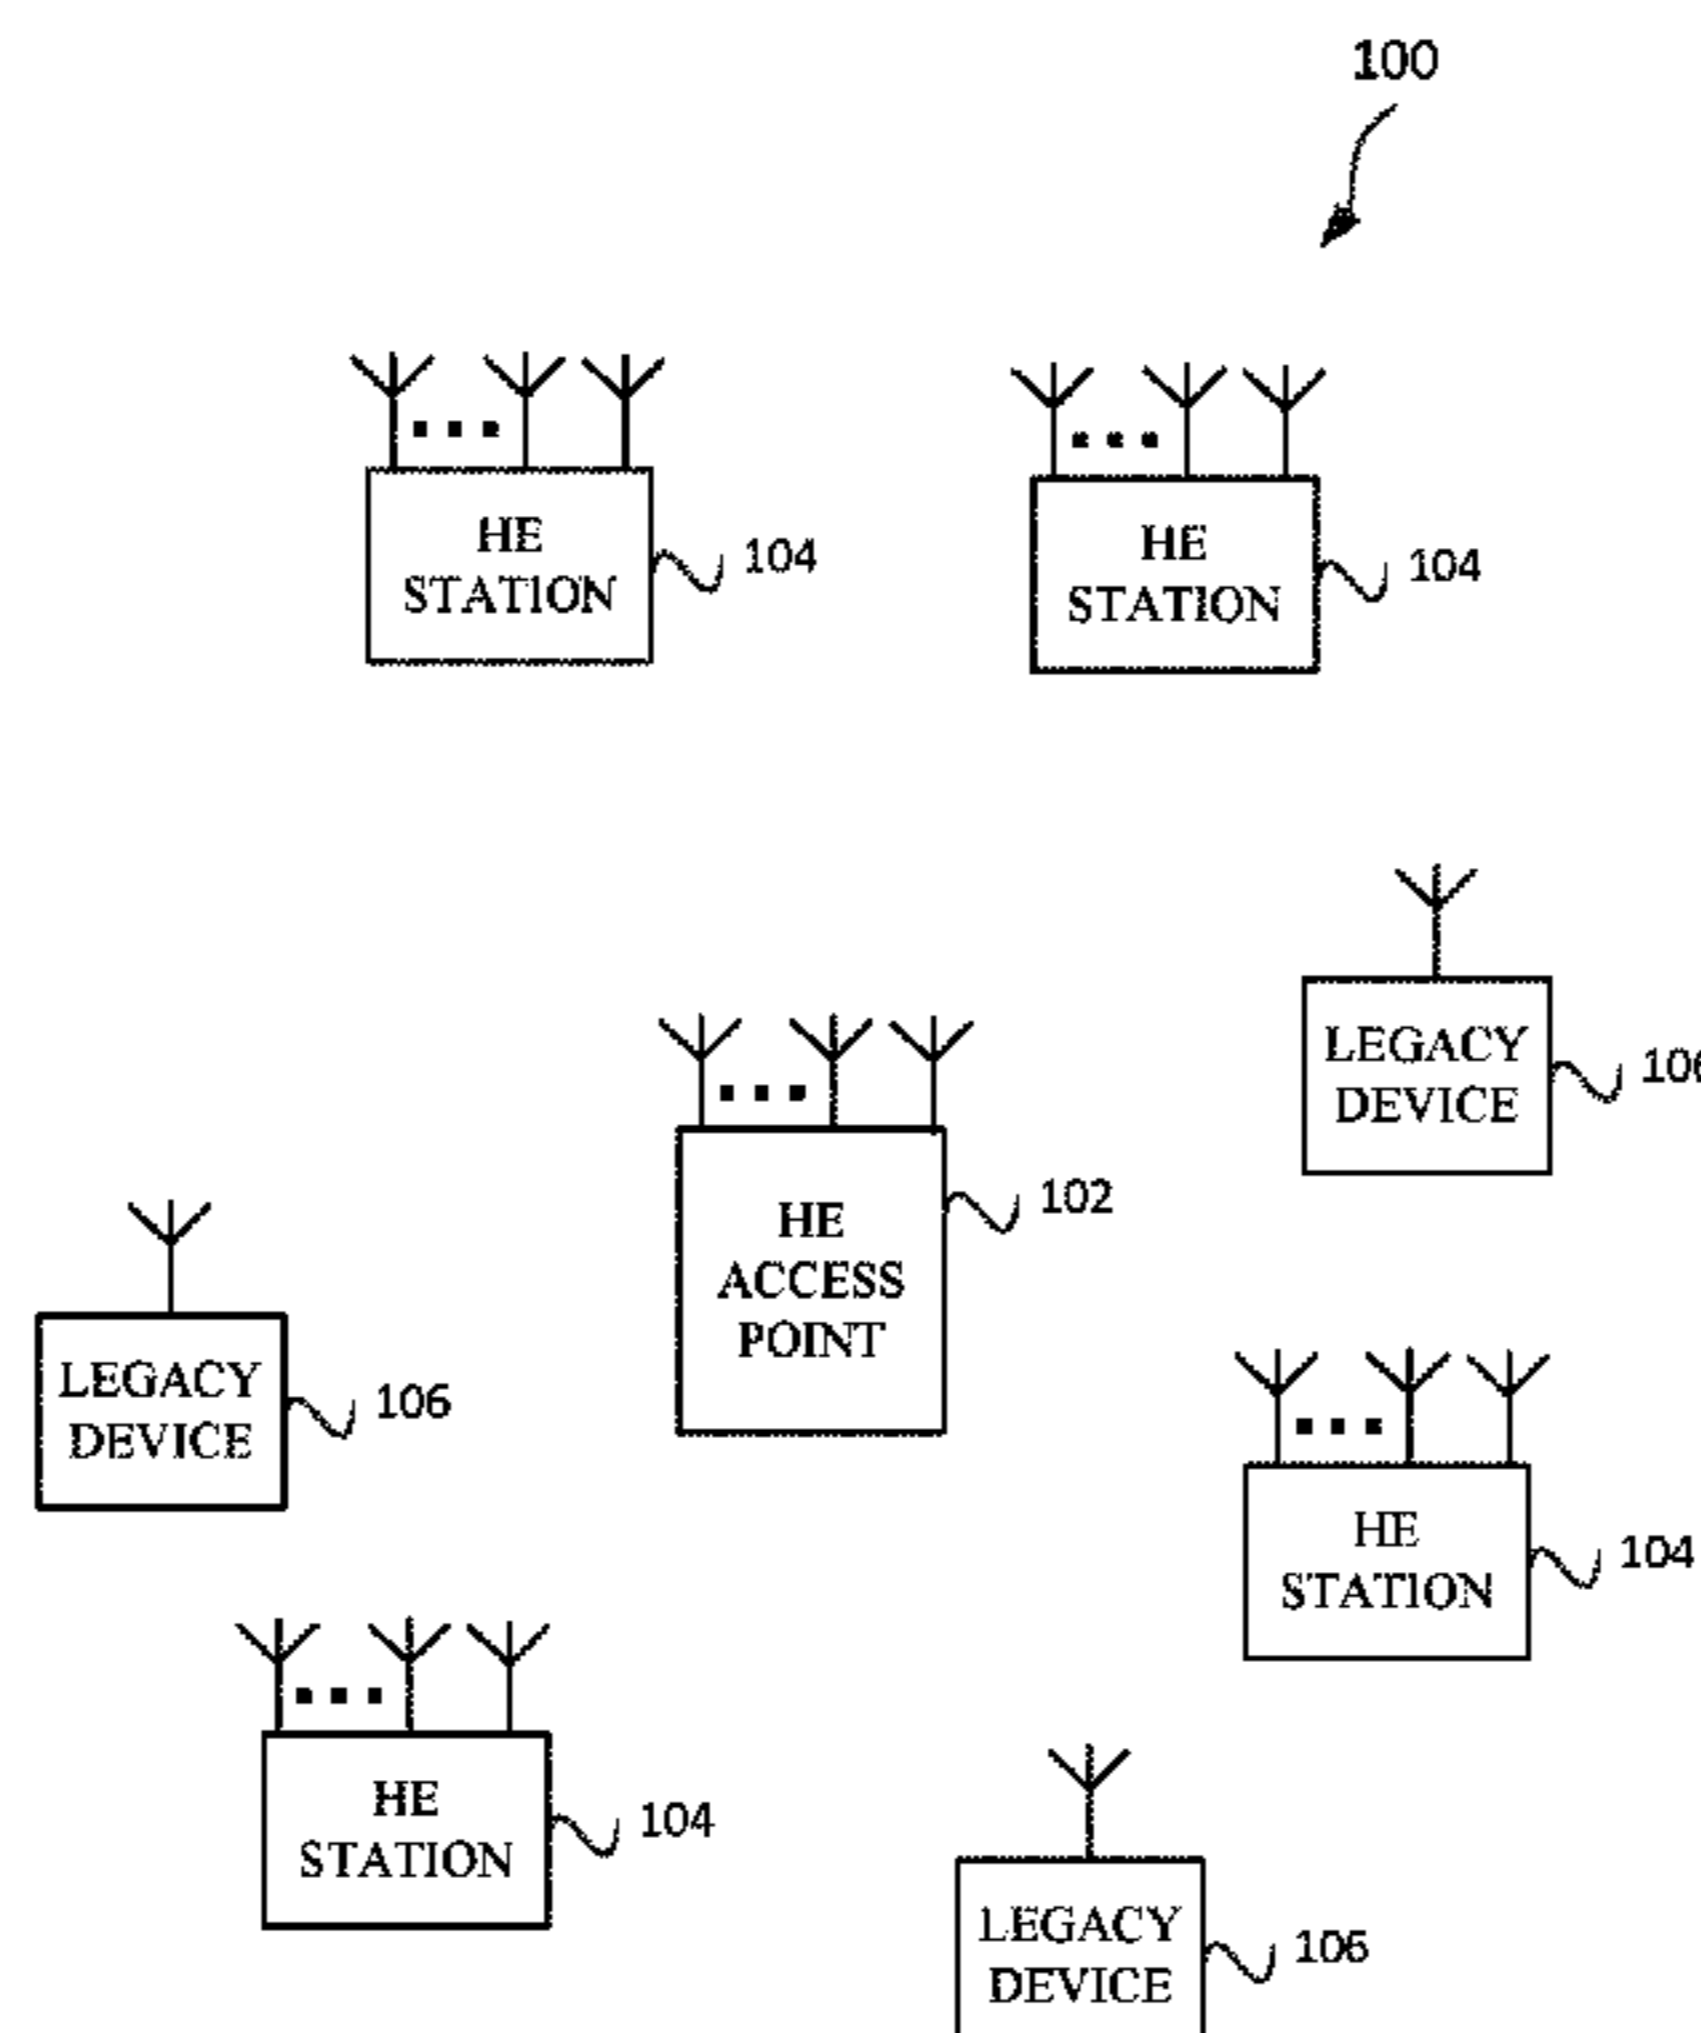 100
HE
STATION
104
HE
STATION
104
LEGACY
DEVICE
106
HE
ACCESS
POINT
102
LEGACY
DEVICE
106
HE
STATION
104
HE
STATION
104
LEGACY
DEVICE
106